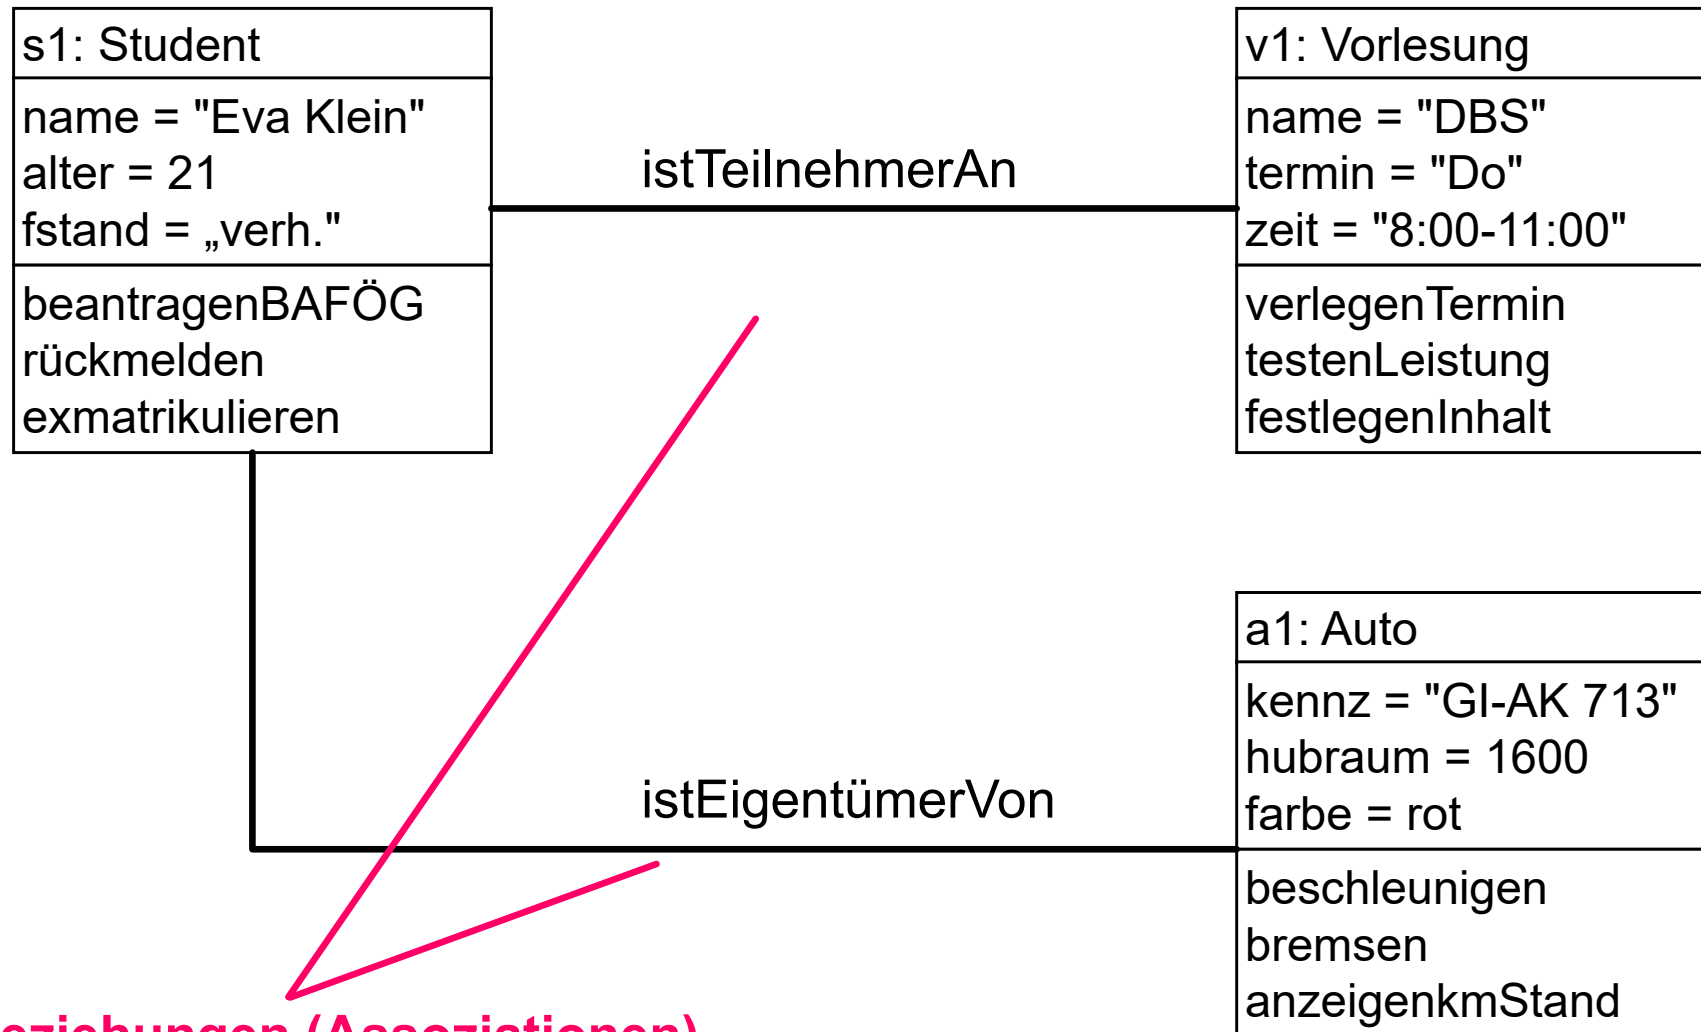 s1: Student
name = "Eva Klein"
alter = 21
fstand = „verh."
beantragenBAFÖG
rückmelden
exmatrikulieren
istTeilnehmerAn
v1: Vorlesung
name = "DBS"
termin = "Do"
zeit = "8:00-11:00"
verlegenTermin
testenLeistung
festlegenInhalt
istEigentümerVon
a1: Auto
kennz = "GI-AK 713"
hubraum = 1600
farbe = rot
beschleunigen
bremsen
anzeigenkmStand
eziehungen (Assoziationen)